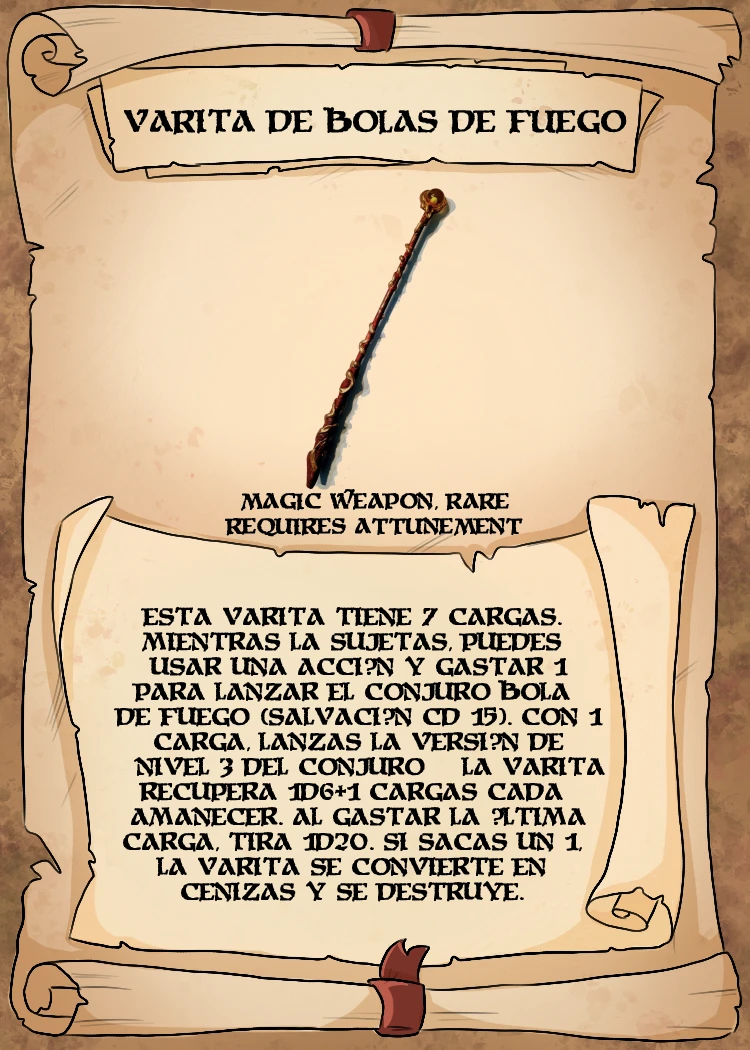 VARITA DE BOLAS DE FUEGO
MAGIC WEAPON, RARE
REQUIRES ATTUNEMENT
ESTA VARITA TIENE 7 CARGAS.
MIENTRAS LA SUJETAS, PUEDES
USAR UNA ACCI?N Y GASTAR 1
PARA LANZAR EL CONJURO BOLA
DE FUEGO (SALVACI?N CD 15). CON 1
CARGA, LANZAS LA VERSI?N DE
NIVEL 3 DEL CONJURO LA VARITA
RECUPERA 1D6+1 CARGAS CADA
AMANECER. AL GASTAR LA ?LTIMA
CARGA, TIRA 1D20. SI SACAS UN 1,
LA VARITA SE CONVIERTE EN
CENIZAS Y SE DESTRUYE.